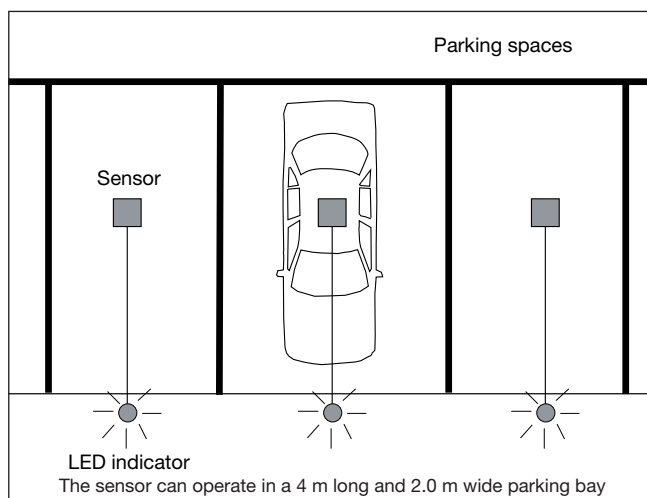 Parking spaces
Sensor
LED indicator
The sensor can operate in a 4 m long and 2.0 m wide parking bay